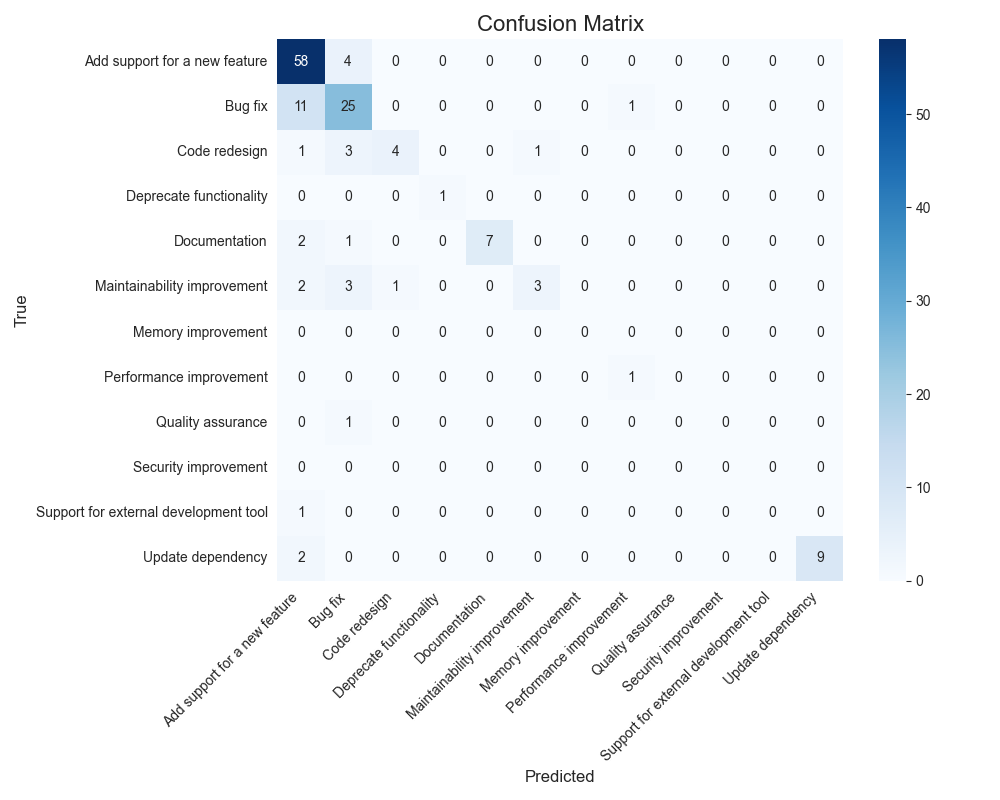 Confusion Matrix
Add support for a new feature 58 4 0 0 0 0 0 0 0 0 0 0
Bug fix 11 25 0 0 0 0 0 1 0 0 0 0
Code redesign 1 3 4 0 0 1 0 0 0 0 0 0
Deprecate functionality 0 0 0 1 0 0 0 0 0 0 0 0
Documentation 2 1 0 0 7 0 0 0 0 0 0 0
Maintainability improvement 2 3 1 0 0 3 0 0 0 0 0 0
Memory improvement 0 0 0 0 0 0 0 0 0 0 0 0
Performance improvement 0 0 0 0 0 0 0 1 0 0 0 0
Quality assurance 0 1 0 0 0 0 0 0 0 0 0 0
Security improvement 0 0 0 0 0 0 0 0 0 0 0 0
Support for external development tool 1 0 0 0 0 0 0 0 0 0 0 0
Update dependency 2 0 0 0 0 0 0 0 0 0 0 9
True
Add support for a new feature
Bug fix
Code redesign
Deprecate functionality
Documentation
Maintainability improvement
Memory improvement
Performance improvement
Quality assurance
Security improvement
Support for external development tool
Update dependency
Predicted
50
40
30
20
10
0